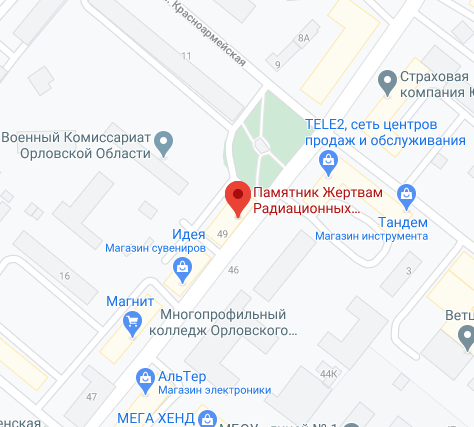 ул. Красноармейская
8А
9
11
Страховая
компания Ю
TELE2, сеть центров
продаж и обслуживания
Военный Комиссариат
Орловской Области
Памятник Жертвам
Радиационных...
Тандем
Магазин инструмента
49
Идея
Магазин сувениров
46
3
16
Магнит
Многопрофильный
колледж Орловского...
Ветц
АльТер
Магазин электроники
44К
47
енская
МЕГА ХЕНД